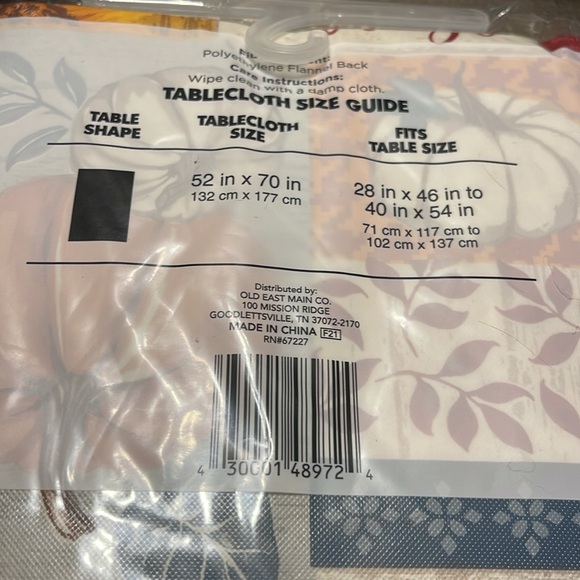 Polyethylene Flannel Back
Care Instructions:
Wipe clean with a damp cloth.
TABLECLOTH SIZE GUIDE
TABLE SHAPE
TABLECLOTH SIZE
FITS TABLE SIZE
52 in x 70 in
132 cm x 177 cm
28 in x 46 in to
40 in x 54 in
71 cm x 117 cm to
102 cm x 137 cm
Distributed by:
OLD EAST MAIN CO.
100 MISSION RIDGE
GOODLETTSVILLE, TN 37072-2170
MADE IN CHINA F21
RN#67227
4 30001 48972 4